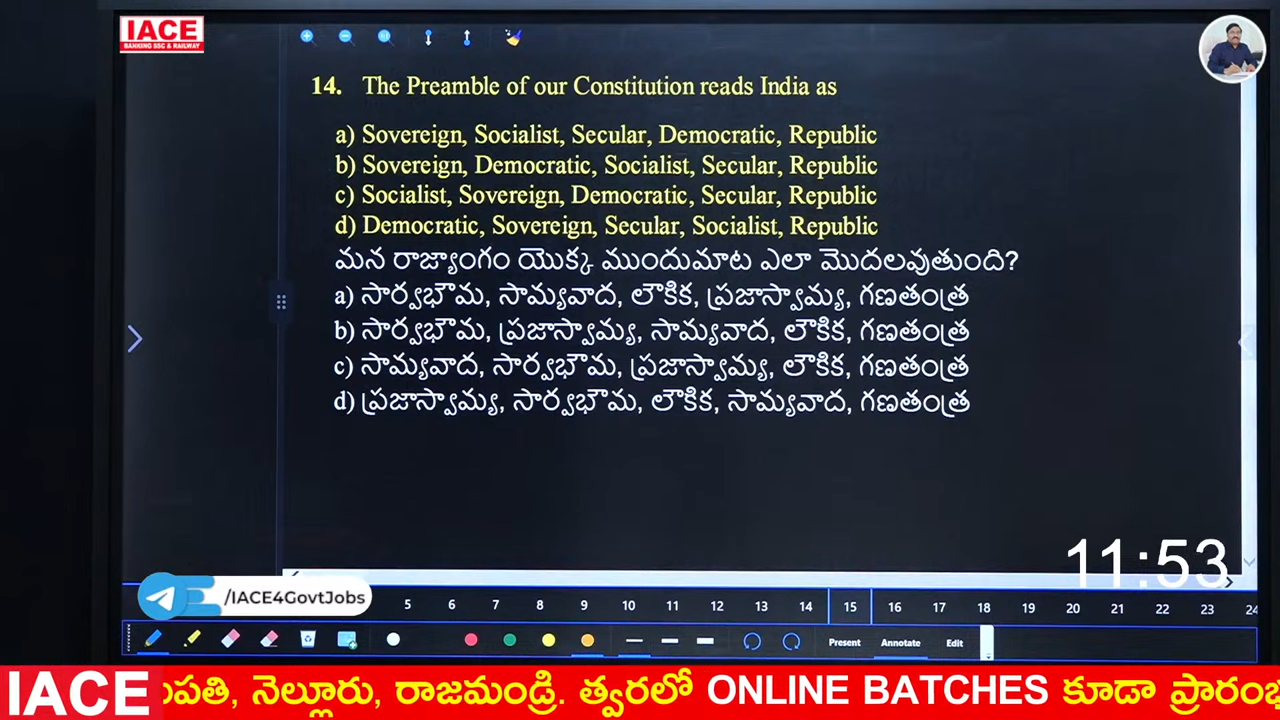 IACE
BANKING SSC & RAILWAY
14. The Preamble of our Constitution reads India as
a) Sovereign, Socialist, Secular, Democratic, Republic
b) Sovereign, Democratic, Socialist, Secular, Republic
c) Socialist, Sovereign, Democratic, Secular, Republic
d) Democratic, Sovereign, Secular, Socialist, Republic
మన రాజ్యాంగం యొక్క ముందుమాట ఎలా మొదలవుతుంది?
a) సార్వభౌమ, సామ్యవాద, లౌకిక, ప్రజాస్వామ్య, గణతంత్ర
b) సార్వభౌమ, ప్రజాస్వామ్య, సామ్యవాద, లౌకిక, గణతంత్ర
c) సామ్యవాద, సార్వభౌమ, ప్రజాస్వామ్య, లౌకిక, గణతంత్ర
d) ప్రజాస్వామ్య, సార్వభౌమ, లౌకిక, సామ్యవాద, గణతంత్ర
11:53
/IACE4GovtJobs
5 6 7 8 9 10 11 12 13 14 15 16 17 18 19 20 21 22 23 24
Present Annotate Edit
IACE నెల్లూరు, రాజమండ్రి. త్వరలో ONLINE BATCHES కూడా